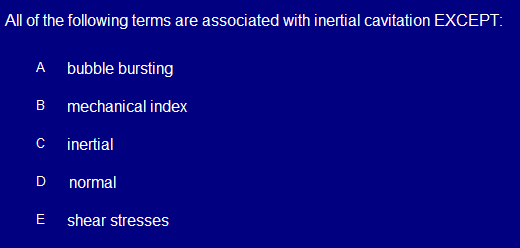 All of the following terms are associated with inertial cavitation EXCEPT:
A bubble bursting
B mechanical index
C inertial
D normal
E shear stresses